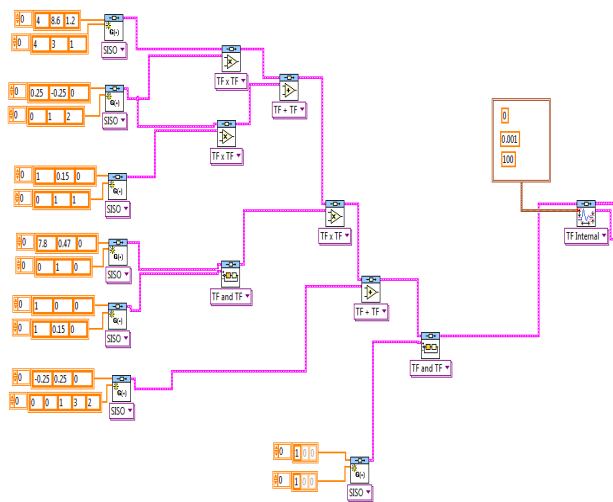 0 4 8.6 1.2
0 4 3 1
G(-)
SISO
TF x TF
0 0.25 -0.25 0
0 0 1 2
G(-)
SISO
TF + TF
TF x TF
0 1 0.15 0
0 0 1 1
G(-)
SISO
0
0.001
100
TF Internal
TF x TF
0 7.8 0.47 0
0 0 1 0
G(-)
SISO
TF and TF
0 1 0 0
0 1 0.15 0
G(-)
SISO
TF + TF
TF and TF
0 -0.25 0.25 0
0 0 0 1 3 2
G(-)
SISO
0 1 0 0
0 1 0 0
G(-)
SISO